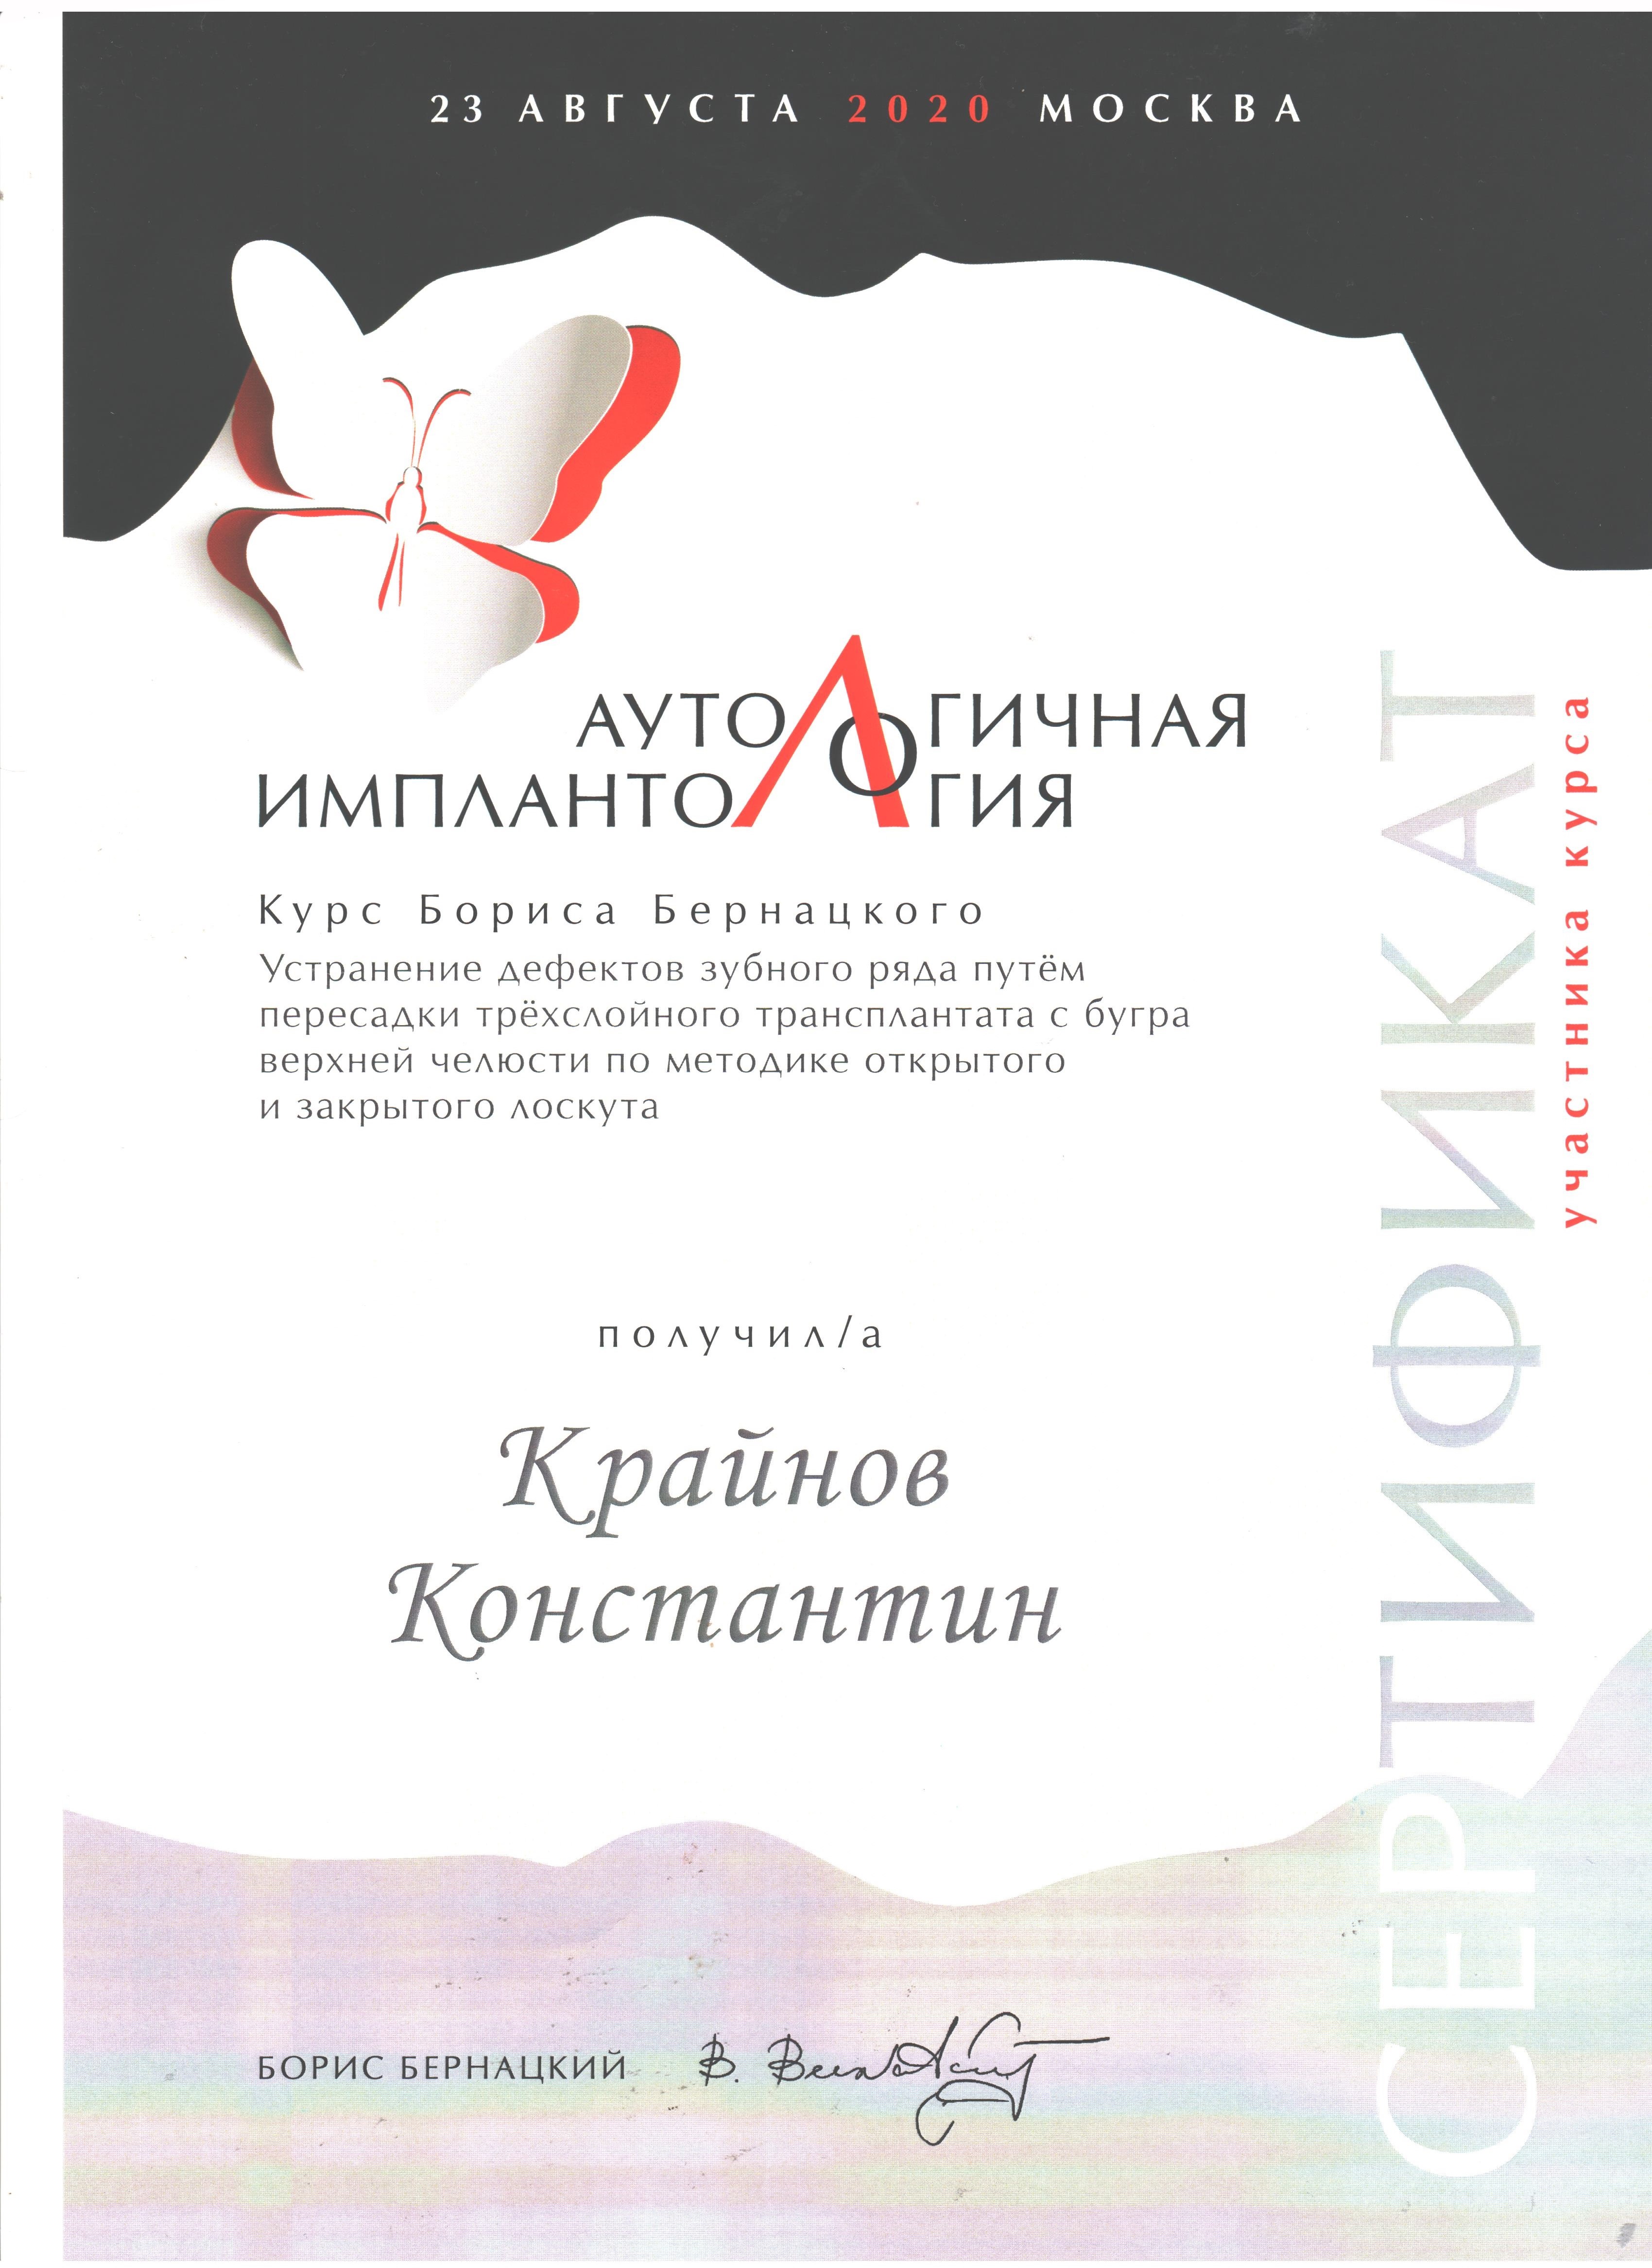 23 АВГУСТА 2020 МОСКВА
АУТОЛОГИЧНАЯ
ИМПЛАНТОЛОГИЯ
Курс Бориса Бернацкого
Устранение дефектов зубного ряда путём
пересадки трёхслойного трансплантата с бугра
верхней челюсти по методике открытого
и закрытого лоскута
получил/а
Крайнов
Константин
БОРИС БЕРНАЦКИЙ
СЕРТИФИКАТ
участника курса